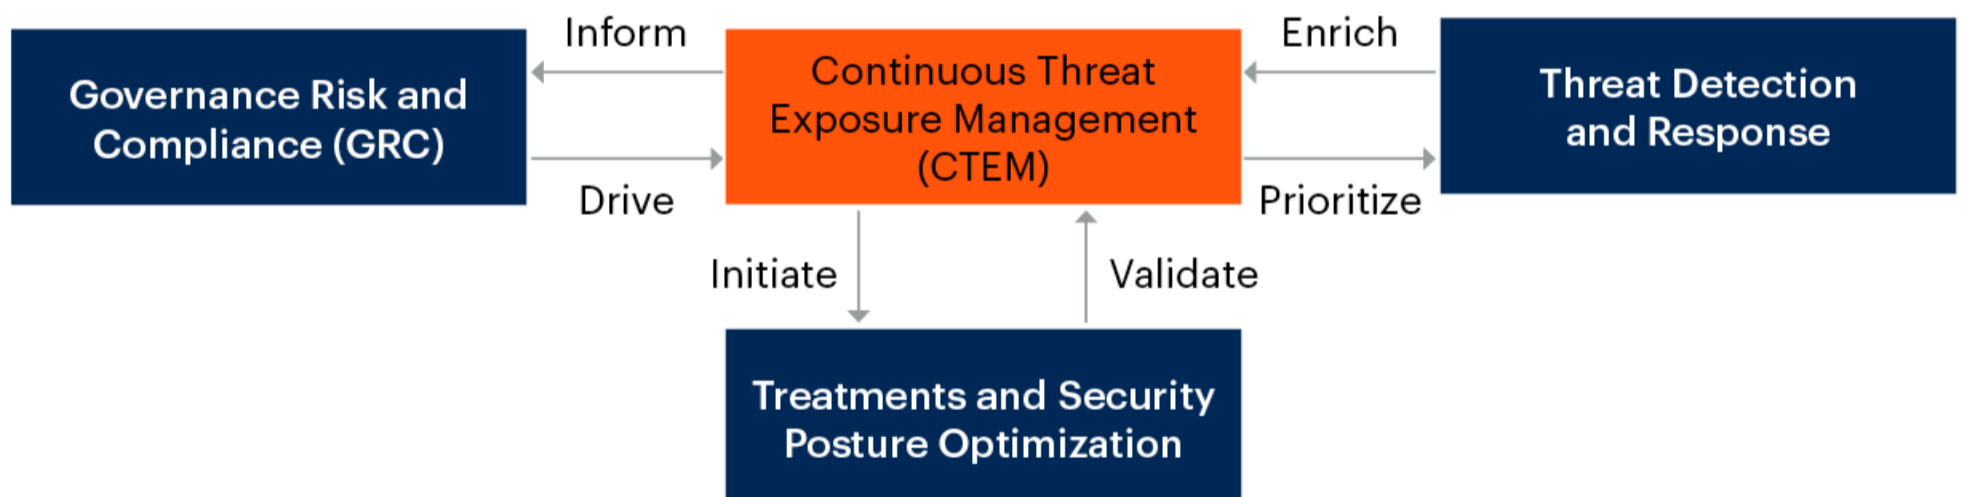 Inform
Enrich
Governance Risk and
Compliance (GRC)
Continuous Threat
Exposure Management
(CTEM)
Threat Detection
and Response
Drive
Prioritize
Initiate
Validate
Treatments and Security
Posture Optimization